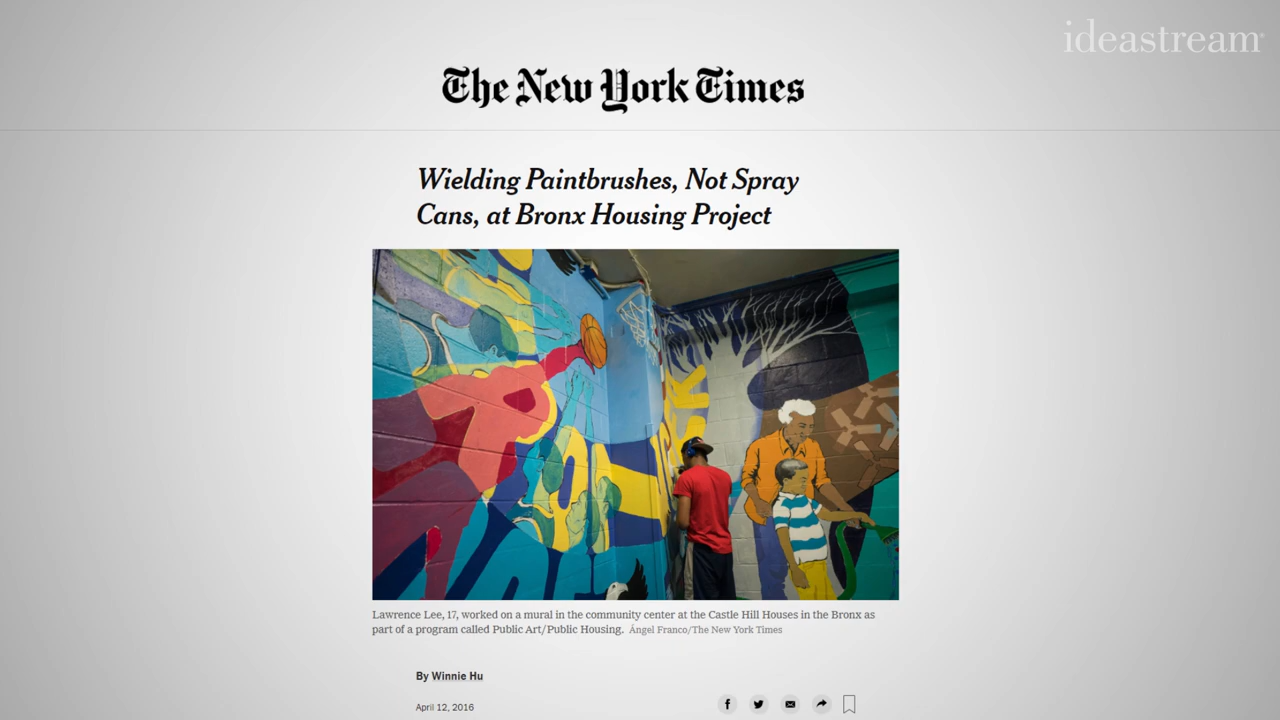 ideastream
The New York Times
Wielding Paintbrushes, Not Spray
Cans, at Bronx Housing Project
Lawrence Lee, 17, worked on a mural in the community center at the Castle Hill Houses in the Bronx as
part of a program called Public Art/Public Housing. Ángel Franco/The New York Times
By Winnie Hu
April 12, 2016